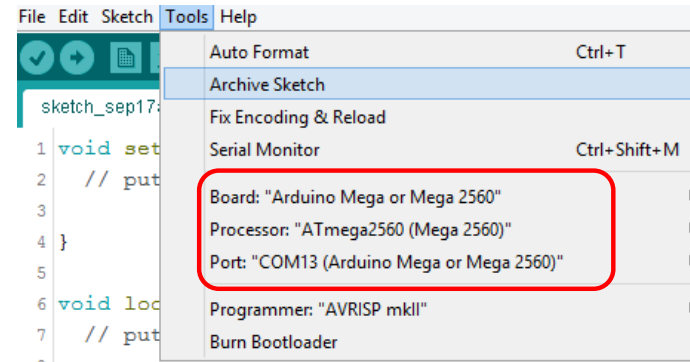 File Edit Sketch Tools Help
Auto Format Ctrl+T
Archive Sketch
sketch_sep17a
Fix Encoding & Reload
1 void set
Serial Monitor Ctrl+Shift+M
2 // put
Board: "Arduino Mega or Mega 2560"
3
Processor: "ATmega2560 (Mega 2560)"
4 }
Port: "COM13 (Arduino Mega or Mega 2560)"
5
6 void loo
Programmer: "AVRISP mkII"
7 // put
Burn Bootloader